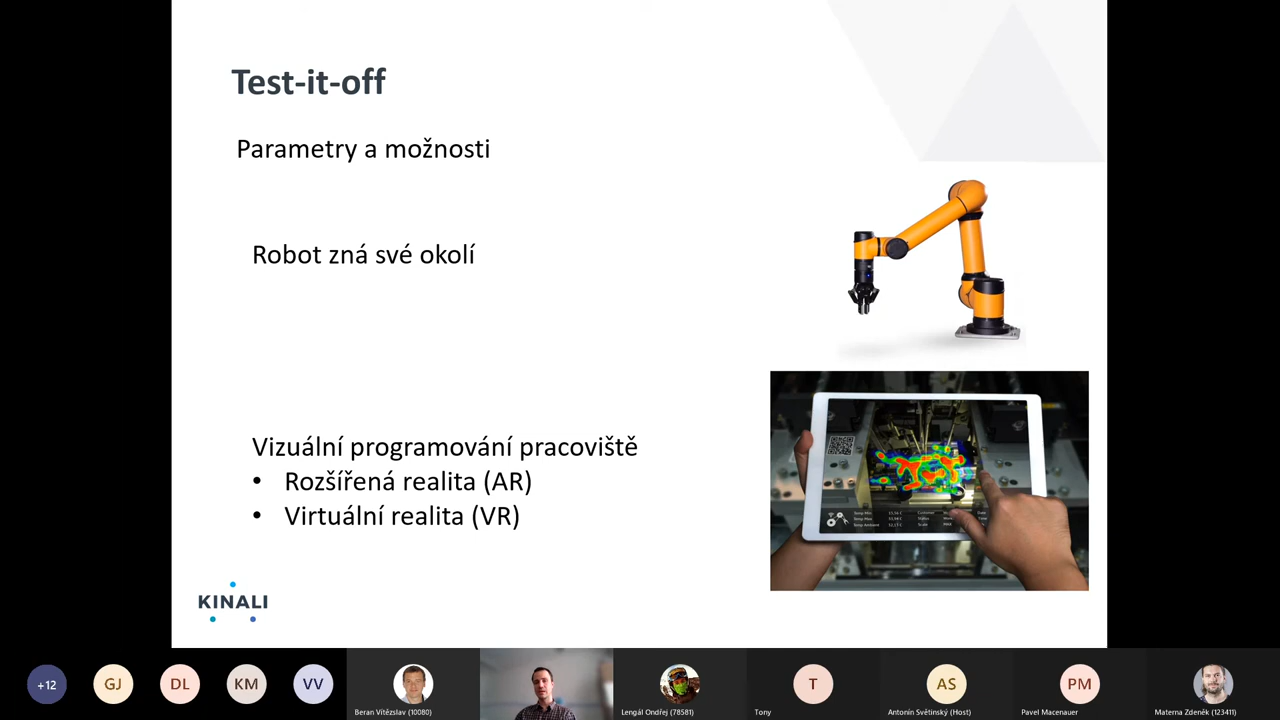 Test-it-off
Parametry a možnosti
Robot zná své okolí
Vizuální programování pracoviště
• Rozšířená realita (AR)
• Virtuální realita (VR)
KINALI
+12
GJ
DL
KM
VV
Beran Vítězslav (10080)
Lengál Ondřej (78581)
T
Tony
AS
Antonín Světinský (Host)
PM
Pavel Macenauer
Materna Zdeněk (123411)